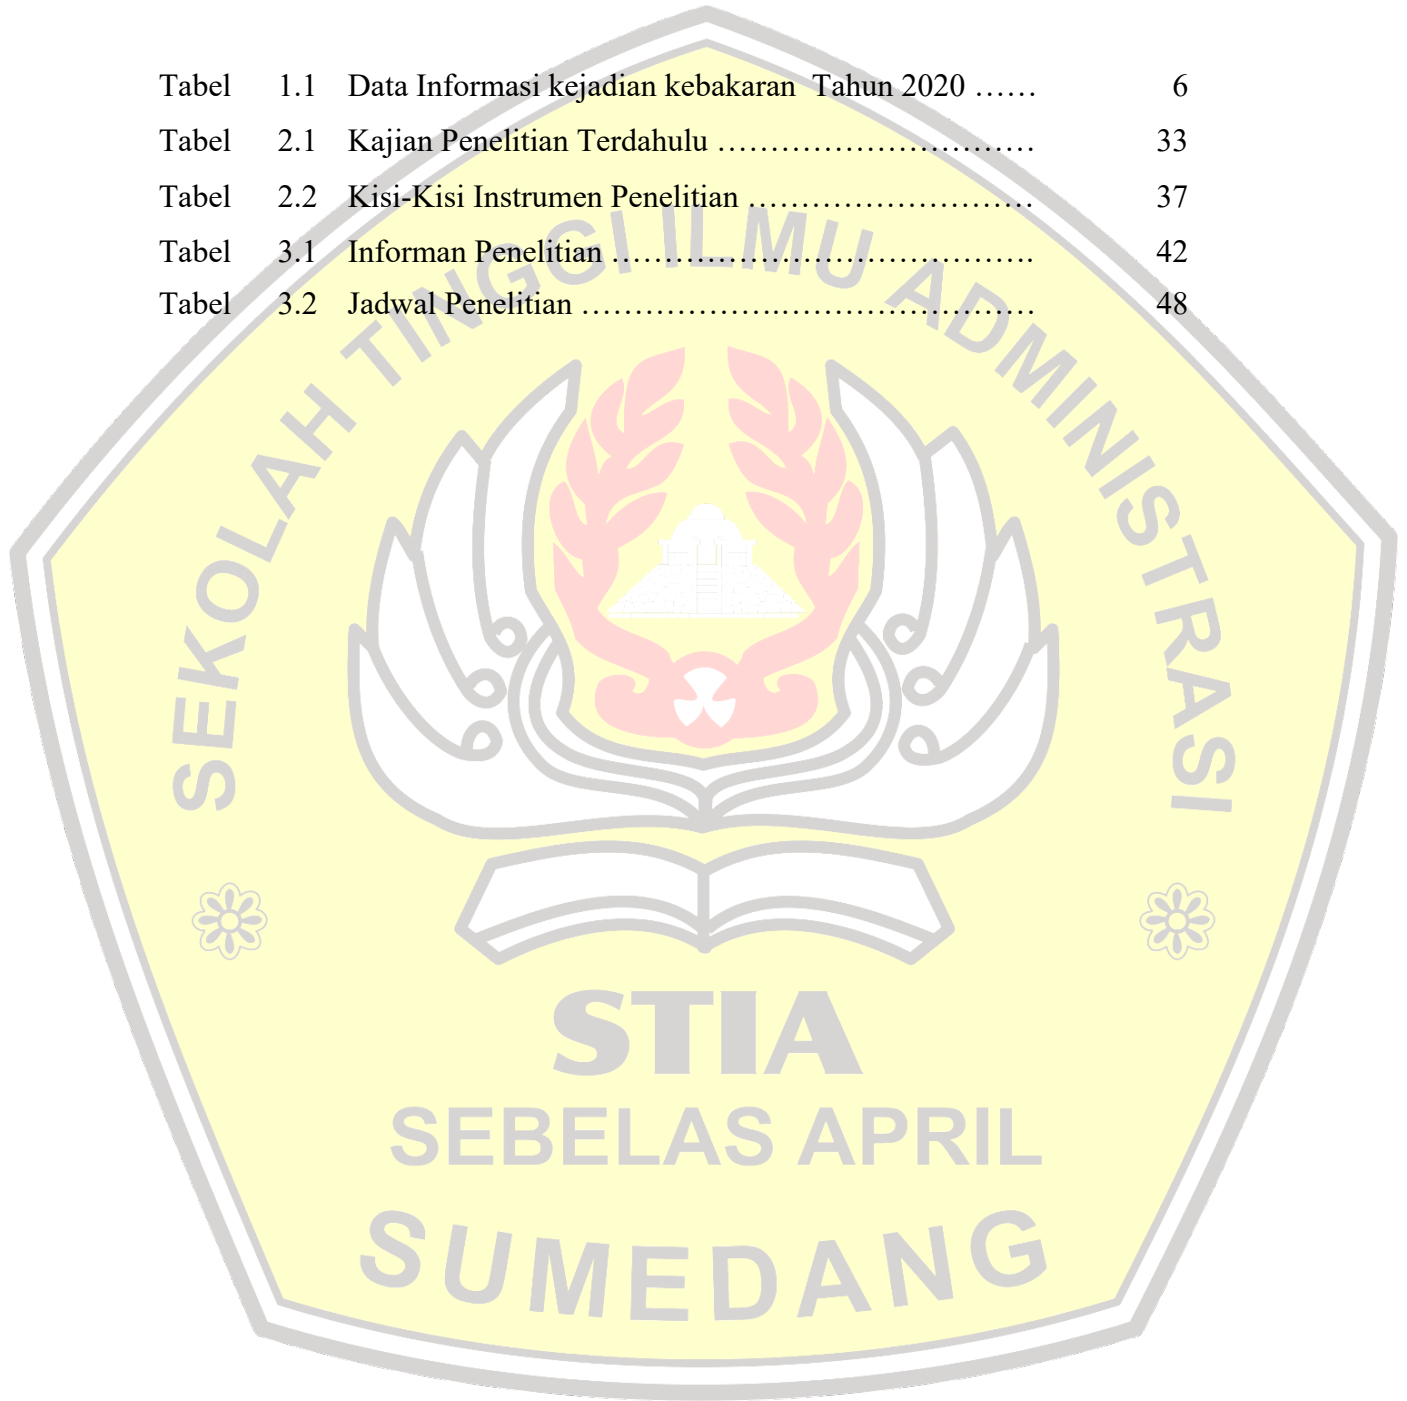 Tabel 1.1 Data Informasi kejadian kebakaran Tahun 2020 …… 6
Tabel 2.1 Kajian Penelitian Terdahulu ………………………… 33
Tabel 2.2 Kisi-Kisi Instrumen Penelitian ……………………… 37
Tabel 3.1 Informan Penelitian …………………………………. 42
Tabel 3.2 Jadwal Penelitian ……………….…………………… 48
SEKOLAH TINGGI ILMU ADMINISTRASI
STIA
SEBELAS APRIL
SUMEDANG